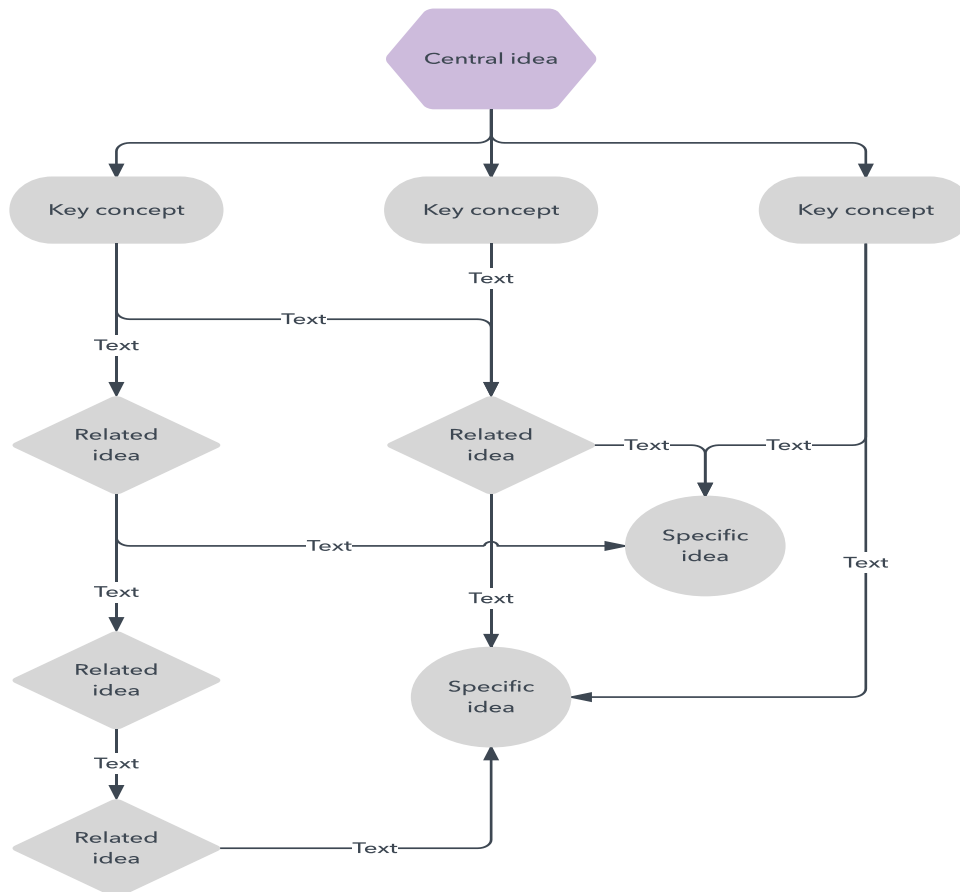 Central idea
Key concept
Key concept
Key concept
Text
Text
Text
Related
idea
Related
idea
Text
Text
Specific
idea
Text
Text
Text
Text
Related
idea
Specific
idea
Text
Related
idea
Text